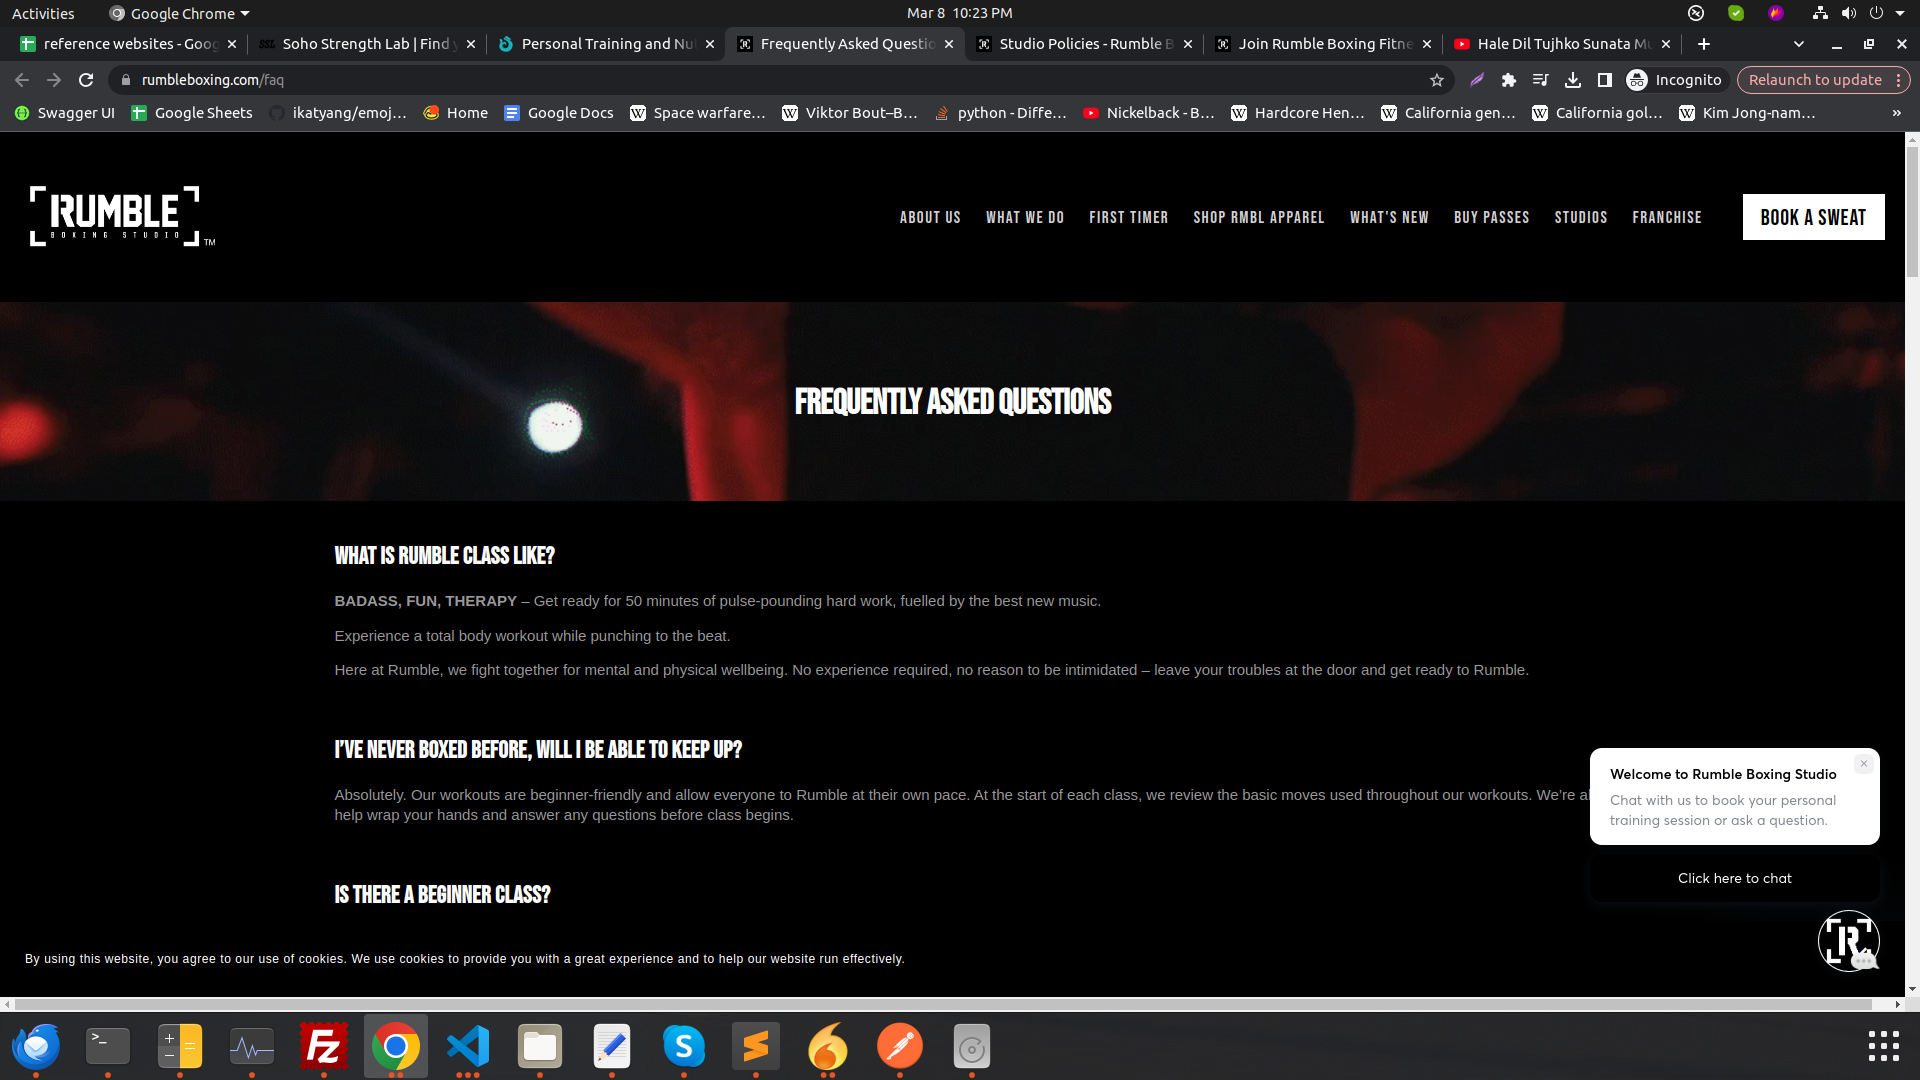 Activities
Google Chrome
Mar 8 10:23 PM
reference websites - Goog
SSL
Soho Strength Lab | Find y
Personal Training and Nu
Frequently Asked Questio
Studio Policies - Rumble B
Join Rumble Boxing Fitne
Hale Dil Tujhko Sunata Mu
rumbleboxing.com/faq
Incognito
Relaunch to update
Swagger UI
Google Sheets
ikatyang/emoj…
Home
Google Docs
Space warfare…
Viktor Bout–B…
python - Diffe…
Nickelback - B…
Hardcore Hen…
California gen…
California gol…
Kim Jong-nam…
»
RUMBLE
BOXING STUDIO
TM
ABOUT US
WHAT WE DO
FIRST TIMER
SHOP RMBL APPAREL
WHAT'S NEW
BUY PASSES
STUDIOS
FRANCHISE
BOOK A SWEAT
FREQUENTLY ASKED QUESTIONS
WHAT IS RUMBLE CLASS LIKE?
BADASS, FUN, THERAPY – Get ready for 50 minutes of pulse-pounding hard work, fuelled by the best new music.
Experience a total body workout while punching to the beat.
Here at Rumble, we fight together for mental and physical wellbeing. No experience required, no reason to be intimidated – leave your troubles at the door and get ready to Rumble.
I'VE NEVER BOXED BEFORE, WILL I BE ABLE TO KEEP UP?
Absolutely. Our workouts are beginner-friendly and allow everyone to Rumble at their own pace. At the start of each class, we review the basic moves used throughout our workouts. We're al
help wrap your hands and answer any questions before class begins.
IS THERE A BEGINNER CLASS?
Welcome to Rumble Boxing Studio
Chat with us to book your personal
training session or ask a question.
Click here to chat
R
By using this website, you agree to our use of cookies. We use cookies to provide you with a great experience and to help our website run effectively.
>_
Fz
S